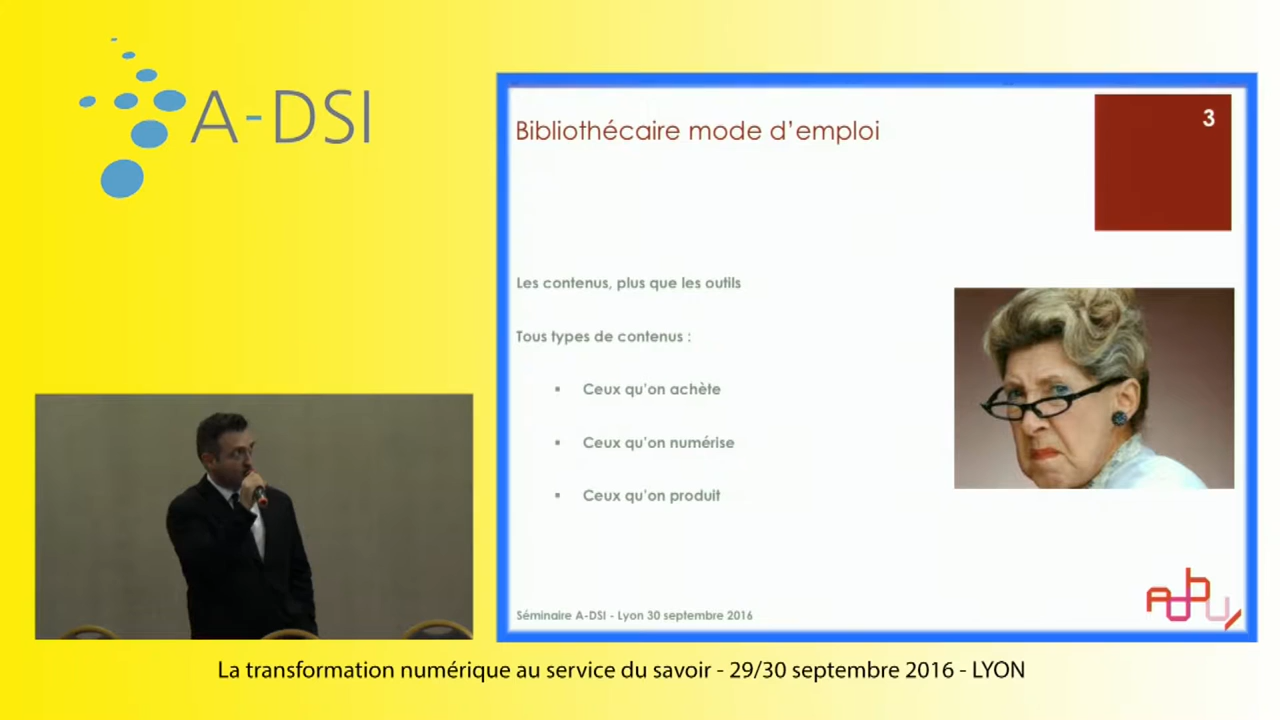 A-DSI
Bibliothécaire mode d'emploi
3
Les contenus, plus que les outils
Tous types de contenus :
▪ Ceux qu'on achète
▪ Ceux qu'on numérise
▪ Ceux qu'on produit
Séminaire A-DSI - Lyon 30 septembre 2016
Adbu/
La transformation numérique au service du savoir - 29/30 septembre 2016 - LYON